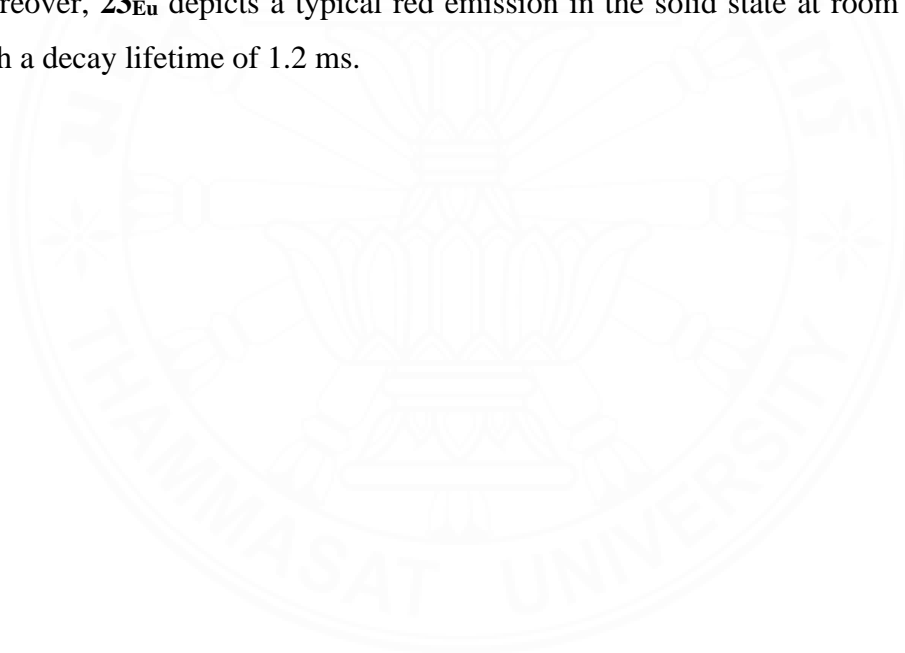 reover, 23Eu depicts a typical red emission in the solid state at room
h a decay lifetime of 1.2 ms.
THAMMASAT UNIVERSITY